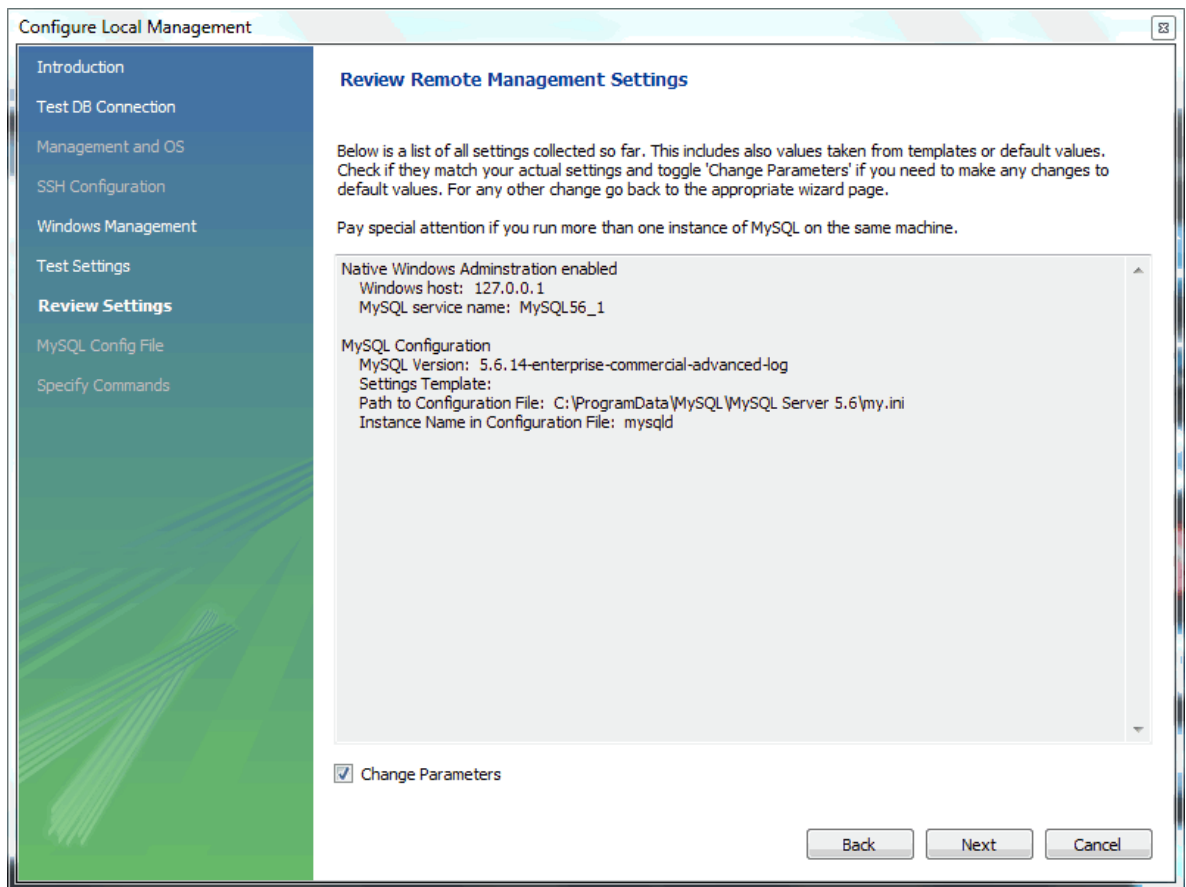 Configure Local Management
Introduction
Test DB Connection
Management and OS
SSH Configuration
Windows Management
Test Settings
Review Settings
MySQL Config File
Specify Commands
Review Remote Management Settings
Below is a list of all settings collected so far. This includes also values taken from templates or default values.
Check if they match your actual settings and toggle 'Change Parameters' if you need to make any changes to
default values. For any other change go back to the appropriate wizard page.
Pay special attention if you run more than one instance of MySQL on the same machine.
Native Windows Adminstration enabled
Windows host: 127.0.0.1
MySQL service name: MySQL56_1
MySQL Configuration
MySQL Version: 5.6.14-enterprise-commercial-advanced-log
Settings Template:
Path to Configuration File: C:\ProgramData\MySQL\MySQL Server 5.6\my.ini
Instance Name in Configuration File: mysqld
Change Parameters
Back Next Cancel